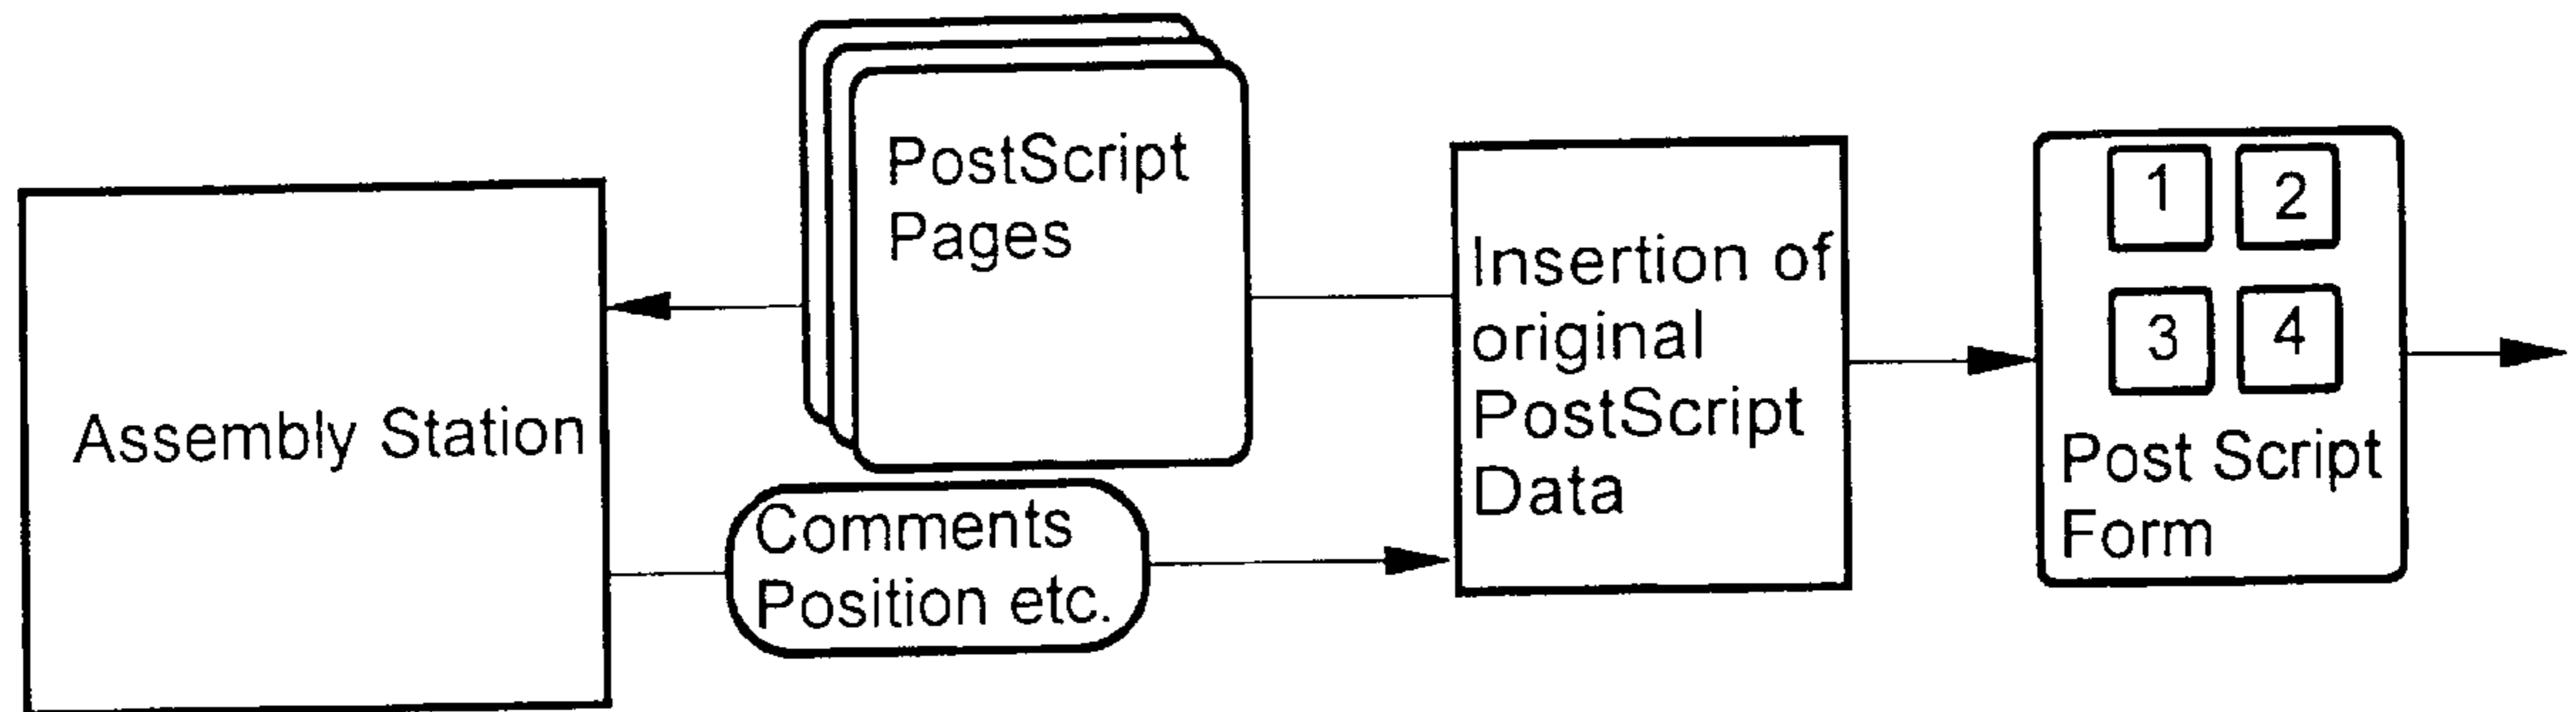 Assembly Station
PostScript
Pages
Comments
Position etc.
Insertion of
original
PostScript
Data
1 2
3 4
Post Script
Form